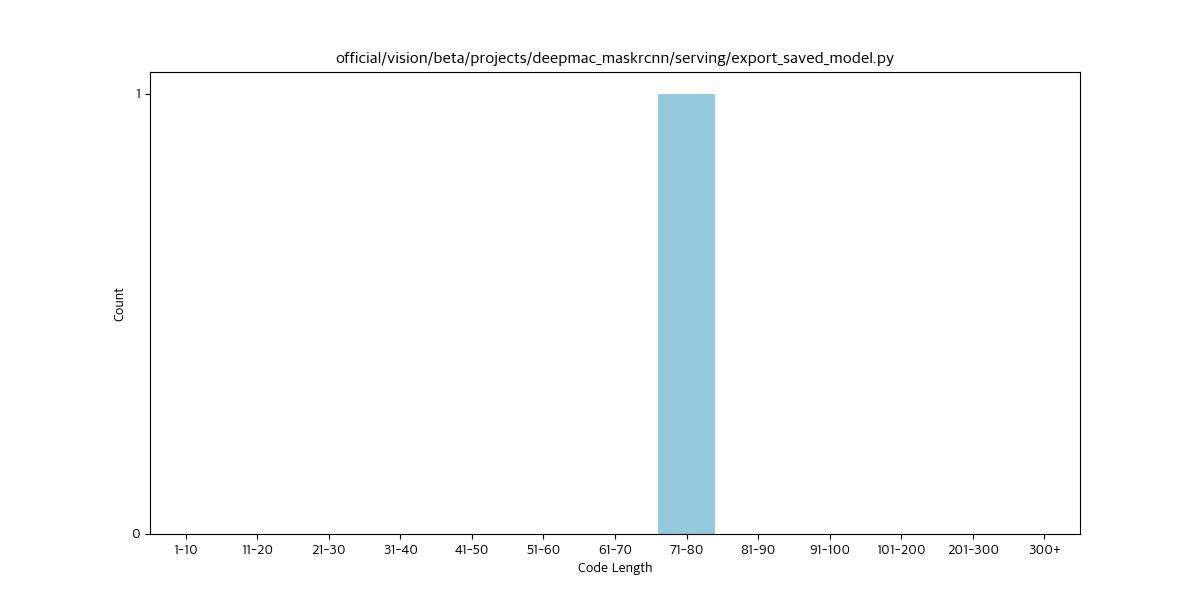 official/vision/beta/projects/deepmac_maskrcnn/serving/export_saved_model.py
1
Count
0
1-10 11-20 21-30 31-40 41-50 51-60 61-70 71-80 81-90 91-100 101-200 201-300 300+
Code Length